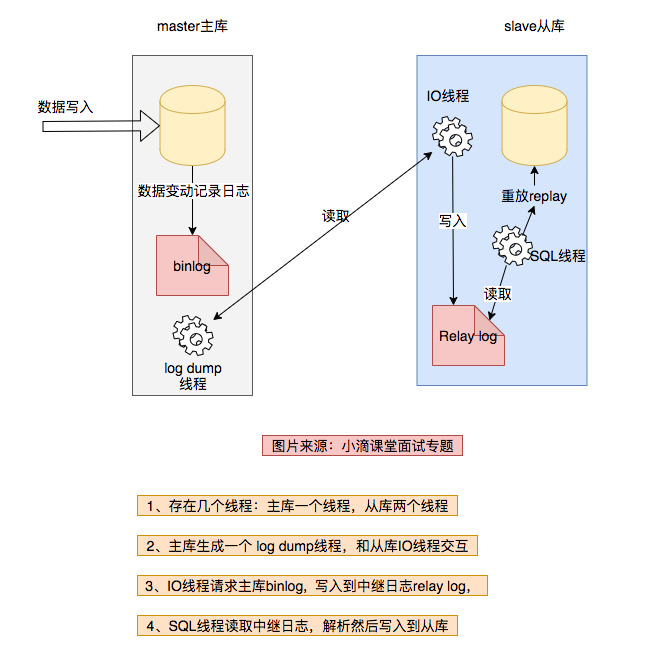 master主库
slave从库
数据写入
IO线程
数据变动记录日志
重放replay
读取
写入
binlog
SQL线程
读取
Relay log
log dump
线程
图片来源：小滴课堂面试专题
1、存在几个线程：主库一个线程，从库两个线程
2、主库生成一个 log dump线程，和从库IO线程交互
3、IO线程请求主库binlog，写入到中继日志relay log，
4、SQL线程读取中继日志，解析然后写入到从库